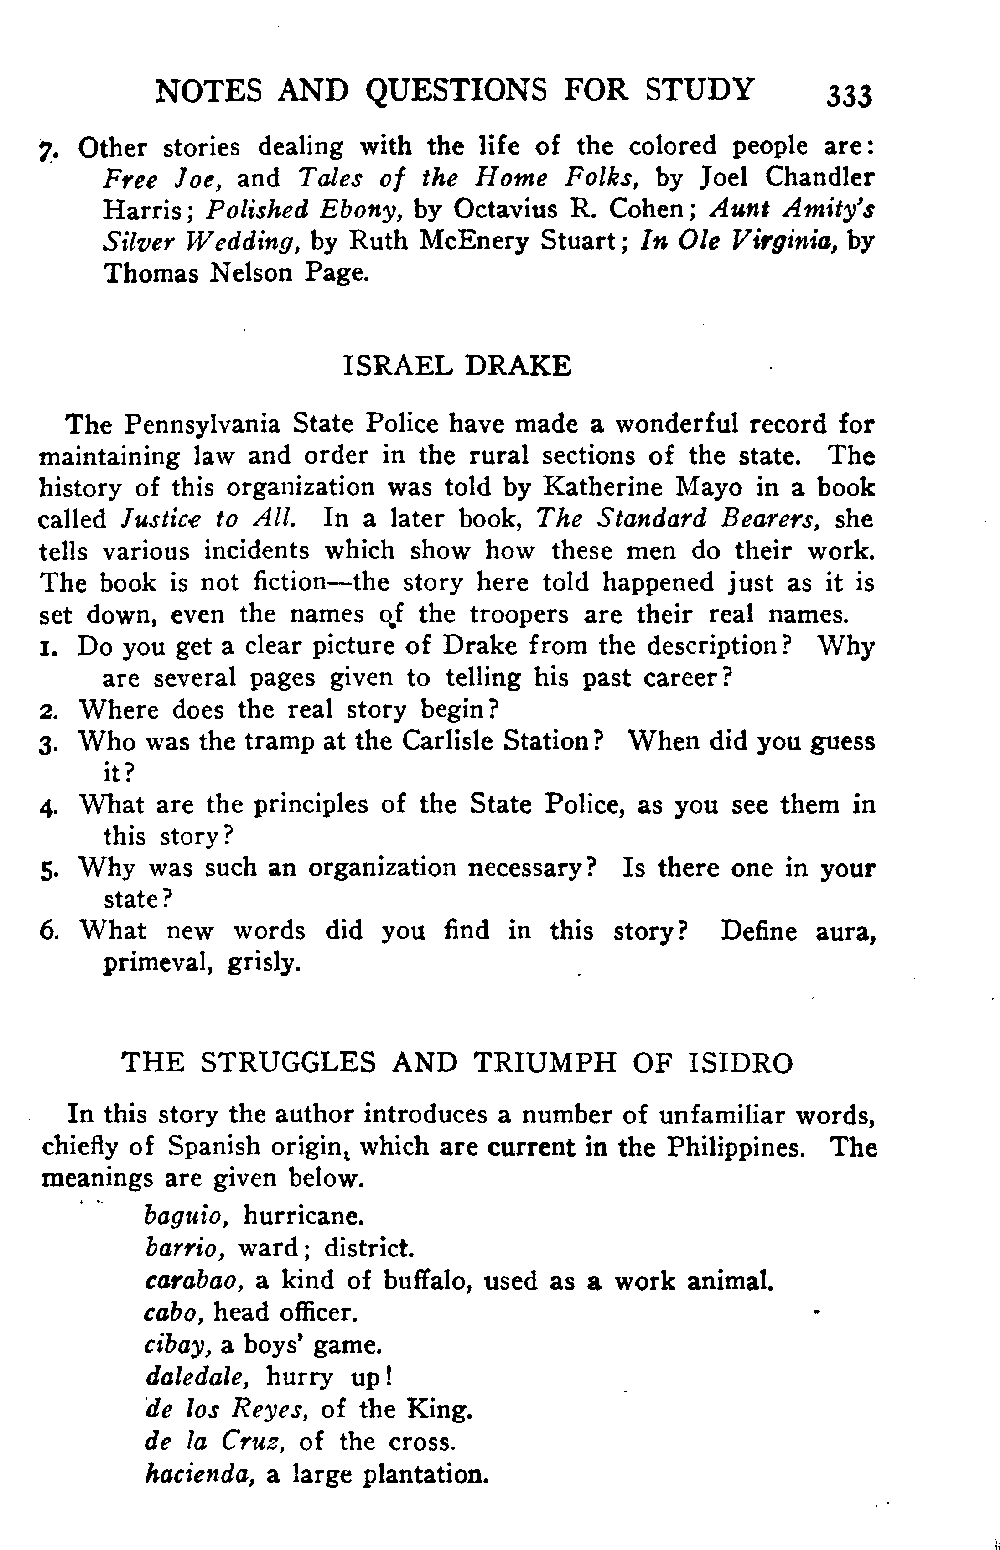 NOTES AND QUESTIONS FOR STUDY 333
7. Other stories dealing with the life of the colored people are:
Free Joe, and Tales of the Home Folks, by Joel Chandler
Harris; Polished Ebony, by Octavius R. Cohen; Aunt Amity's
Silver Wedding, by Ruth McEnery Stuart; In Ole Virginia, by
Thomas Nelson Page.
ISRAEL DRAKE
The Pennsylvania State Police have made a wonderful record for
maintaining law and order in the rural sections of the state. The
history of this organization was told by Katherine Mayo in a book
called Justice to All. In a later book, The Standard Bearers, she
tells various incidents which show how these men do their work.
The book is not fiction—the story here told happened just as it is
set down, even the names of the troopers are their real names.
1. Do you get a clear picture of Drake from the description? Why
are several pages given to telling his past career?
2. Where does the real story begin?
3. Who was the tramp at the Carlisle Station? When did you guess
it?
4. What are the principles of the State Police, as you see them in
this story?
5. Why was such an organization necessary? Is there one in your
state?
6. What new words did you find in this story? Define aura,
primeval, grisly.
THE STRUGGLES AND TRIUMPH OF ISIDRO
In this story the author introduces a number of unfamiliar words,
chiefly of Spanish origin, which are current in the Philippines. The
meanings are given below.
baguio, hurricane.
barrio, ward; district.
carabao, a kind of buffalo, used as a work animal.
cabo, head officer.
cibay, a boys' game.
daledale, hurry up!
de los Reyes, of the King.
de la Cruz, of the cross.
hacienda, a large plantation.